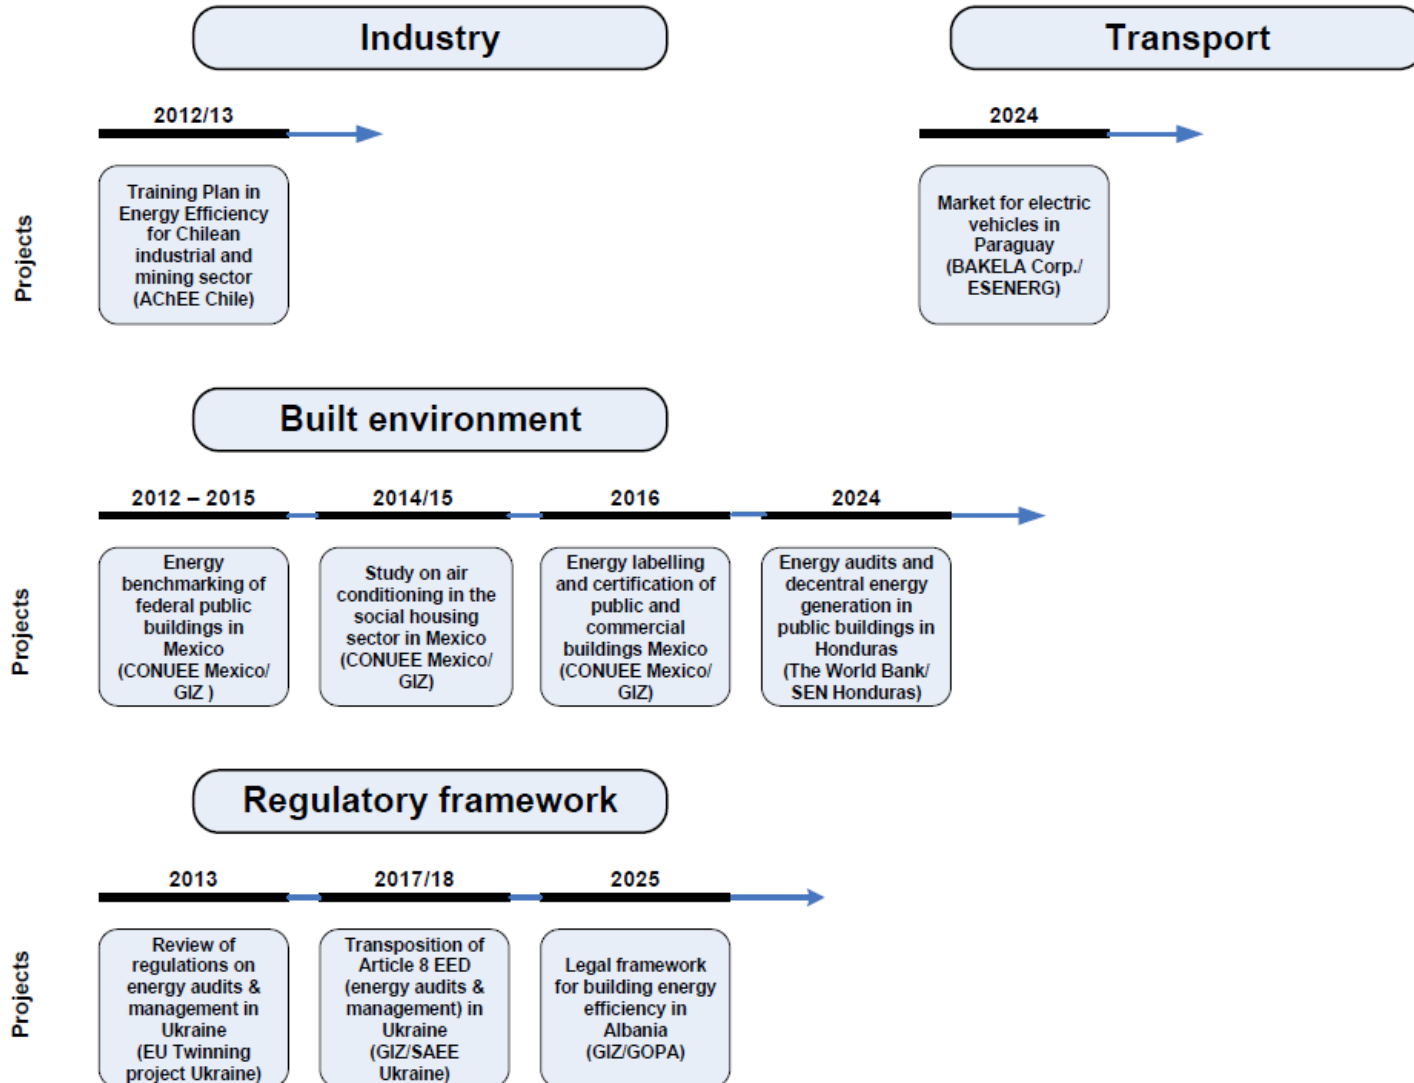 Industry
Transport
2012/13
2024
Projects
Training Plan in
Energy Efficiency
for Chilean
industrial and
mining sector
(AChEE Chile)
Market for electric
vehicles in
Paraguay
(BAKELA Corp./
ESENERG)
Built environment
2012 – 2015
2014/15
2016
2024
Projects
Energy
benchmarking of
federal public
buildings in
Mexico
(CONUEE Mexico/
GIZ )
Study on air
conditioning in the
social housing
sector in Mexico
(CONUEE Mexico/
GIZ)
Energy labelling
and certification of
public and
commercial
buildings Mexico
(CONUEE Mexico/
GIZ)
Energy audits and
decentral energy
generation in
public buildings in
Honduras
(The World Bank/
SEN Honduras)
Regulatory framework
2013
2017/18
2025
Projects
Review of
regulations on
energy audits &
management in
Ukraine
(EU Twinning
project Ukraine)
Transposition of
Article 8 EED
(energy audits &
management) in
Ukraine
(GIZ/SAEE
Ukraine)
Legal framework
for building energy
efficiency in
Albania
(GIZ/GOPA)